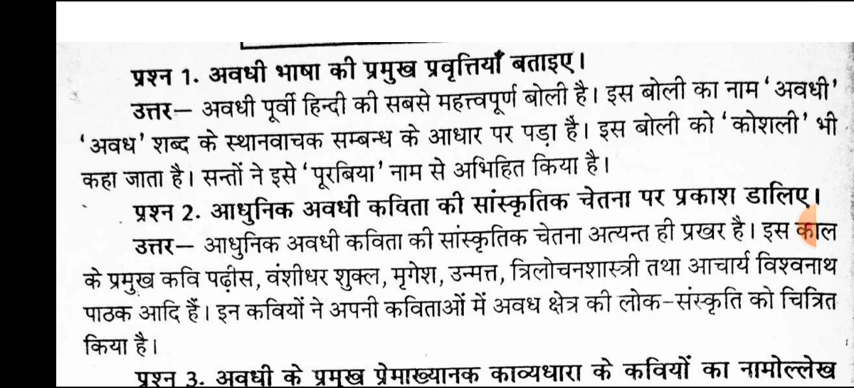 प्रश्न 1. अवधी भाषा की प्रमुख प्रवृत्तियाँ बताइए।
उत्तर— अवधी पूर्वी हिन्दी की सबसे महत्त्वपूर्ण बोली है। इस बोली का नाम ‘अवधी’
‘अवध’ शब्द के स्थानवाचक सम्बन्ध के आधार पर पड़ा है। इस बोली को ‘कोशली’ भी
कहा जाता है। सन्तों ने इसे ‘पूरबिया’ नाम से अभिहित किया है।
प्रश्न 2. आधुनिक अवधी कविता की सांस्कृतिक चेतना पर प्रकाश डालिए।
उत्तर— आधुनिक अवधी कविता की सांस्कृतिक चेतना अत्यन्त ही प्रखर है। इस काल
के प्रमुख कवि पढ़ीस, वंशीधर शुक्ल, मृगेश, उन्मत्त, त्रिलोचनशास्त्री तथा आचार्य विश्वनाथ
पाठक आदि हैं। इन कवियों ने अपनी कविताओं में अवध क्षेत्र की लोक-संस्कृति को चित्रित
किया है।
प्रश्न 3. अवधी के प्रमुख प्रेमाख्यानक काव्यधारा के कवियों का नामोल्लेख